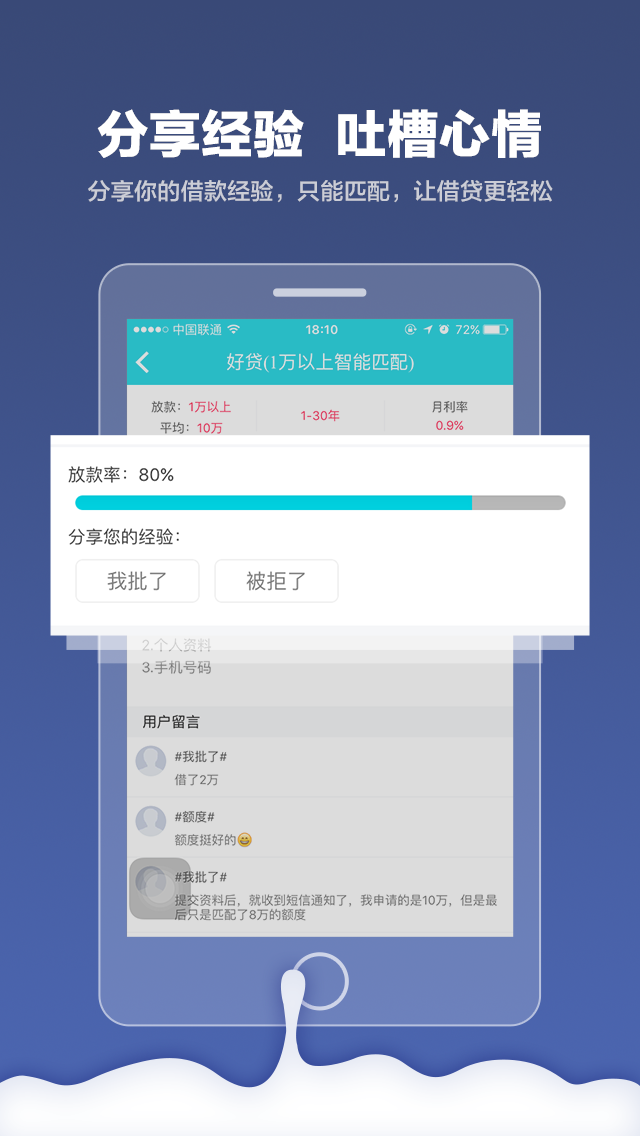 分享经验 吐槽心情
分享你的借款经验，只能匹配，让借贷更轻松
中国联通 18:10 72%
好贷(1万以上智能匹配)
放款：1万以上
平均：10万
1-30年
月利率
0.9%
放款率：80%
分享您的经验：
我批了 被拒了
2.个人资料
3.手机号码
用户留言
#我批了#
借了2万
#额度#
额度挺好的😄
#我批了#
提交资料后，就收到短信通知了，我申请的是10万，但是最
后只是匹配了8万的额度